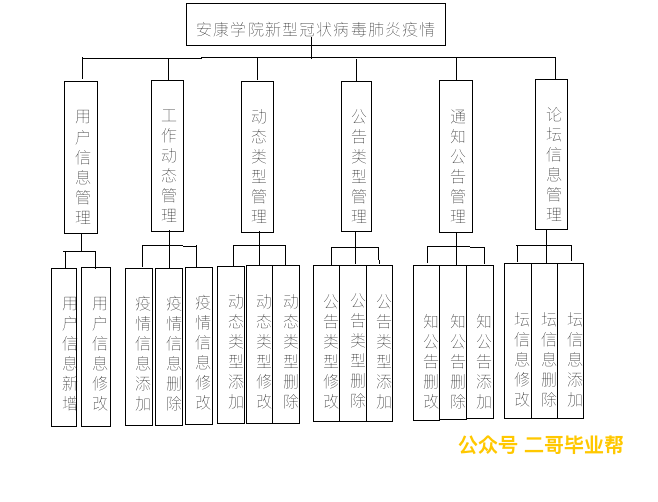 安康学院新型冠状病毒肺炎疫情
用户信息管理
工作动态管理
动态类型管理
公告类型管理
通知公告管理
论坛信息管理
用户信息新增
用户信息修改
疫情信息添加
疫情信息删除
疫情信息修改
动态类型添加
动态类型修改
动态类型删除
公告类型修改
公告类型删除
公告类型添加
知公告删改
知公告删除
知公告添加
坛信息修改
坛信息删除
坛信息添加
公众号 二哥毕业帮